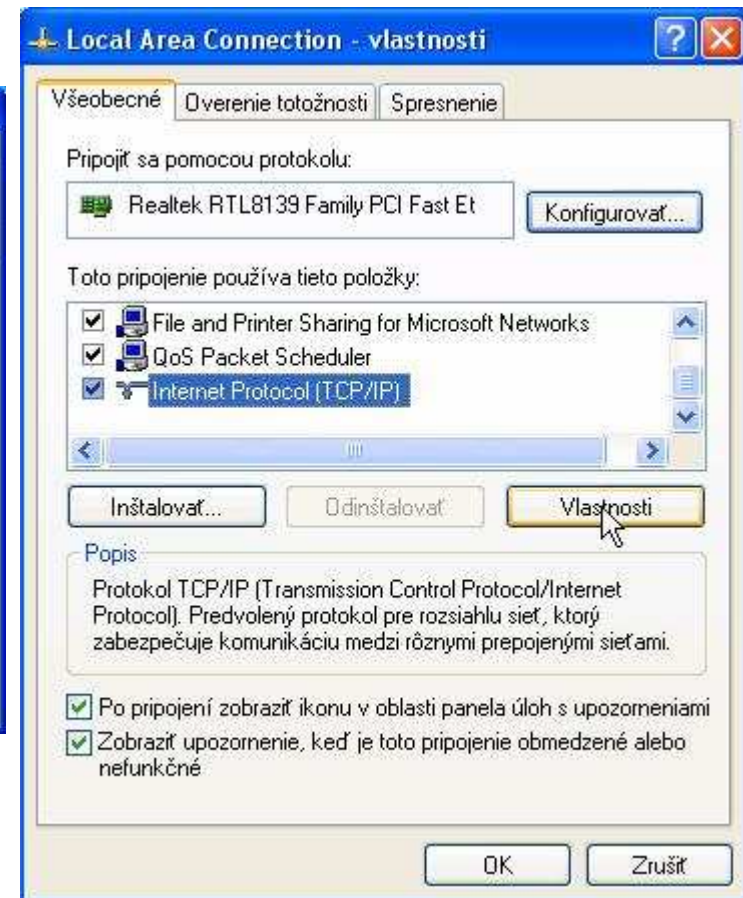 Local Area Connection - vlastnosti
Všeobecné Overenie totožnosti Spresnenie
Pripojiť sa pomocou protokolu:
Realtek RTL8139 Family PCI Fast Et
Konfigurovať...
Toto pripojenie používa tieto položky:
File and Printer Sharing for Microsoft Networks
QoS Packet Scheduler
Internet Protocol (TCP/IP)
Inštalovať... Odinštalovať Vlastnosti
Popis
Protokol TCP/IP (Transmission Control Protocol/Internet
Protocol). Predvolený protokol pre rozsiahlu sieť, ktorý
zabezpečuje komunikáciu medzi rôznymi prepojenými sieťami.
Po pripojení zobraziť ikonu v oblasti panela úloh s upozorneniami
Zobraziť upozornenie, keď je toto pripojenie obmedzené alebo
nefunkčné
OK Zrušiť